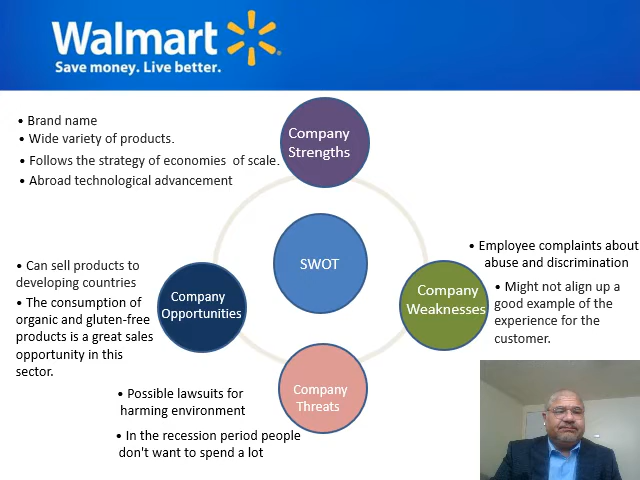 Walmart
Save money. Live better.
• Brand name
• Wide variety of products.
• Follows the strategy of economies of scale.
• Abroad technological advancement
Company
Strengths
SWOT
• Can sell products to
developing countries
• The consumption of
organic and gluten-free
products is a great sales
opportunity in this
sector.
Company
Opportunities
• Employee complaints about
abuse and discrimination
• Might not align up a
good example of the
experience for the
customer.
Company
Weaknesses
Company
Threats
• Possible lawsuits for
harming environment
• In the recession period people
don't want to spend a lot